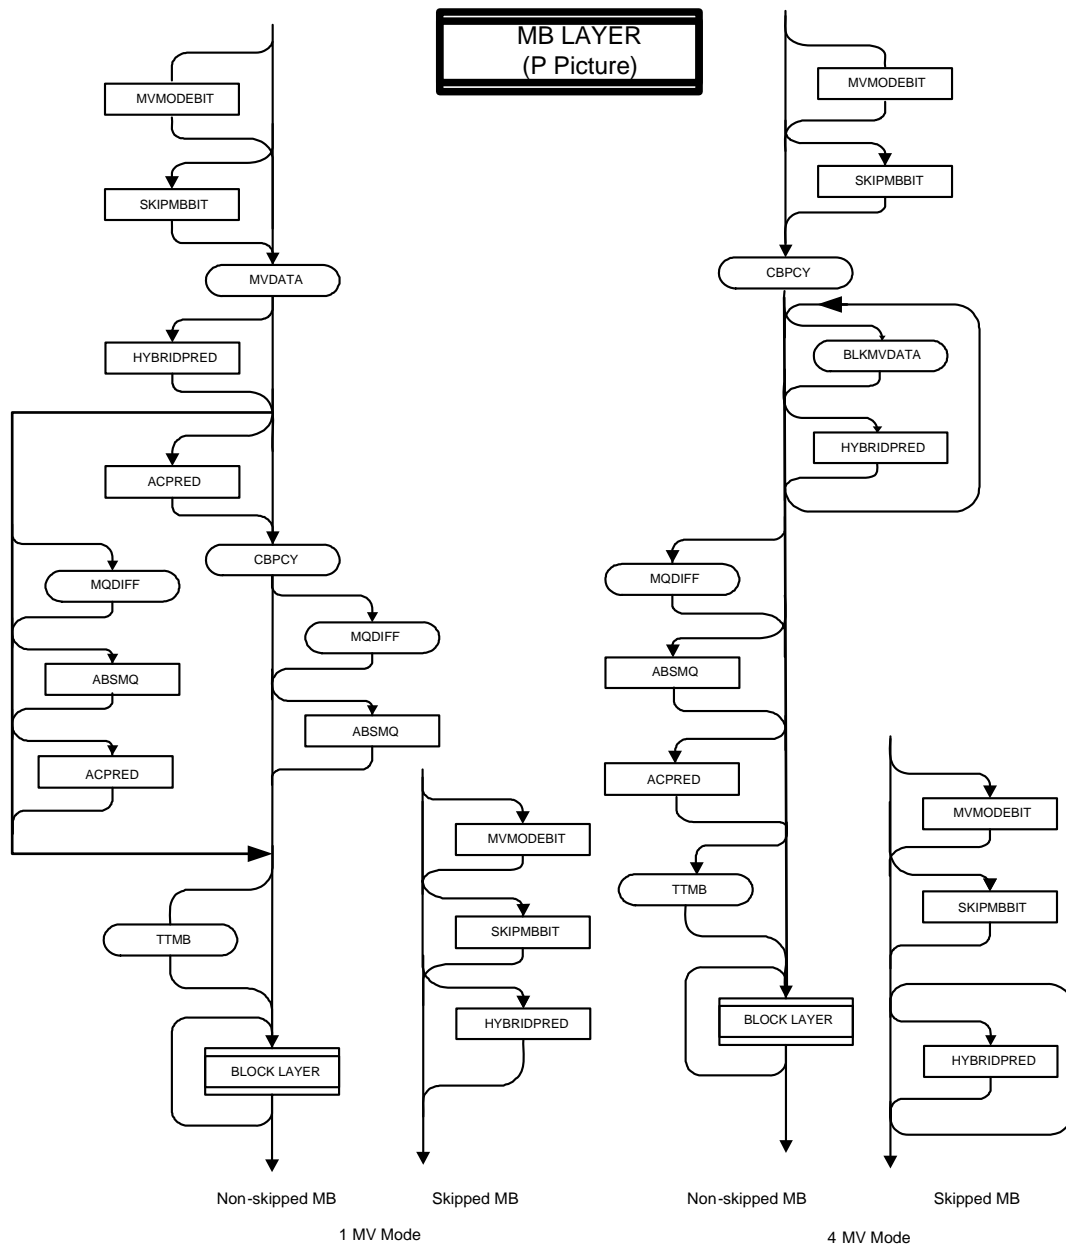 MB LAYER
(P Picture)
MVMODEBIT
SKIPMBBIT
MVDATA
HYBRIDPRED
ACPRED
CBPCY
MQDIFF
ABSMQ
ACPRED
MQDIFF
ABSMQ
TTMB
BLOCK LAYER
Non-skipped MB
MVMODEBIT
SKIPMBBIT
HYBRIDPRED
Skipped MB
1 MV Mode
MVMODEBIT
SKIPMBBIT
CBPCY
BLKMVDATA
HYBRIDPRED
MQDIFF
ABSMQ
ACPRED
TTMB
BLOCK LAYER
Non-skipped MB
MVMODEBIT
SKIPMBBIT
HYBRIDPRED
Skipped MB
4 MV Mode